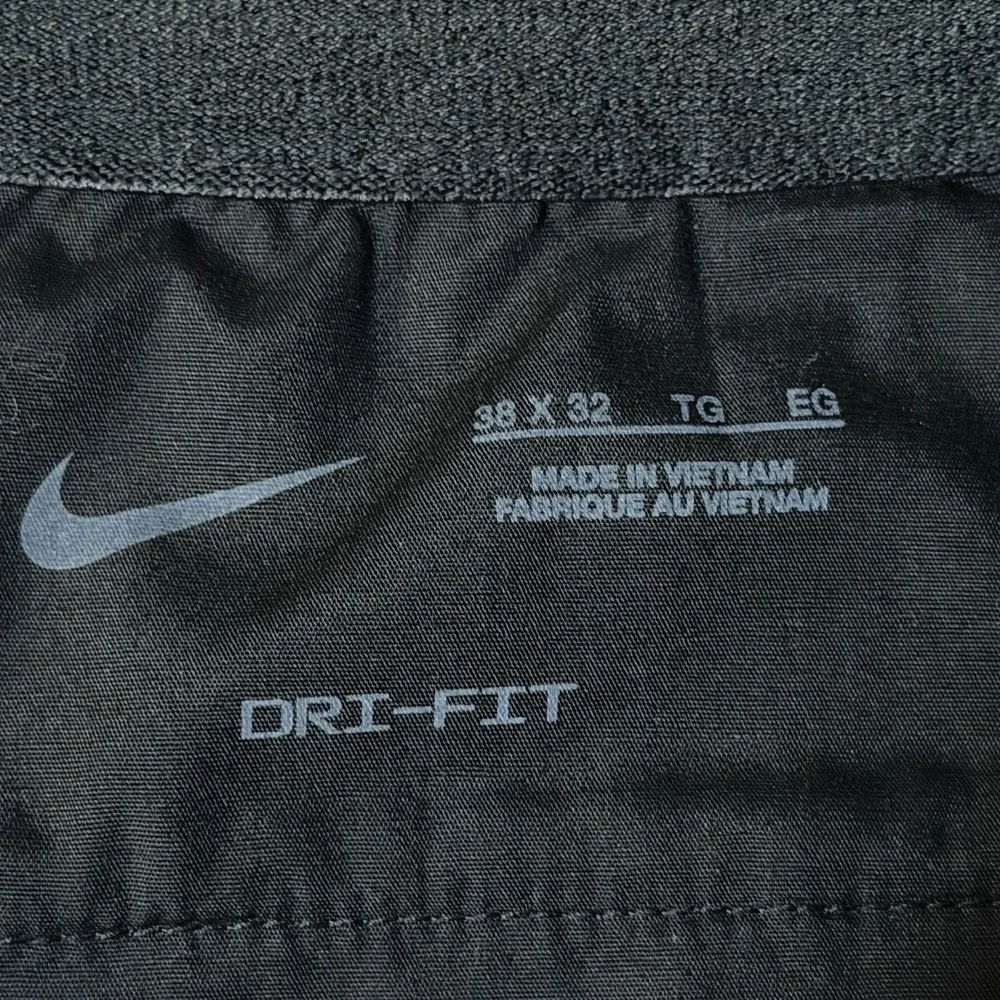 38 X 32 TG EG
MADE IN VIETNAM
FABRIQUE AU VIETNAM
DRI-FIT